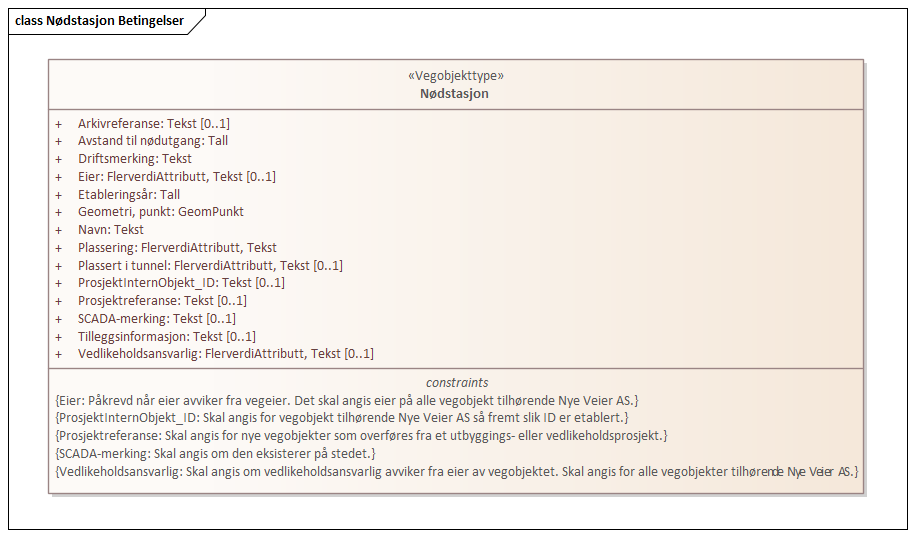 class Nødstasjon Betingelser
«Vegobjekttype»
Nødstasjon
+ Arkivreferanse: Tekst [0..1]
+ Avstand til nødutgang: Tall
+ Driftsmerking: Tekst
+ Eier: FlerverdiAttributt, Tekst [0..1]
+ Etableringsår: Tall
+ Geometri, punkt: GeomPunkt
+ Navn: Tekst
+ Plassering: FlerverdiAttributt, Tekst
+ Plassert i tunnel: FlerverdiAttributt, Tekst [0..1]
+ ProsjektInternObjekt_ID: Tekst [0..1]
+ Prosjektreferanse: Tekst [0..1]
+ SCADA-merking: Tekst [0..1]
+ Tilleggsinformasjon: Tekst [0..1]
+ Vedlikeholdsansvarlig: FlerverdiAttributt, Tekst [0..1]
constraints
{Eier: Påkrevd når eier avviker fra vegeier. Det skal angis eier på alle vegobjekt tilhørende Nye Veier AS.}
{ProsjektInternObjekt_ID: Skal angis for vegobjekt tilhørende Nye Veier AS så fremt slik ID er etablert.}
{Prosjektreferanse: Skal angis for nye vegobjekter som overføres fra et utbyggings- eller vedlikeholdsprosjekt.}
{SCADA-merking: Skal angis om den eksisterer på stedet.}
{Vedlikeholdsansvarlig: Skal angis om vedlikeholdsansvarlig avviker fra eier av vegobjektet. Skal angis for alle vegobjekter tilhørende Nye Veier AS.}